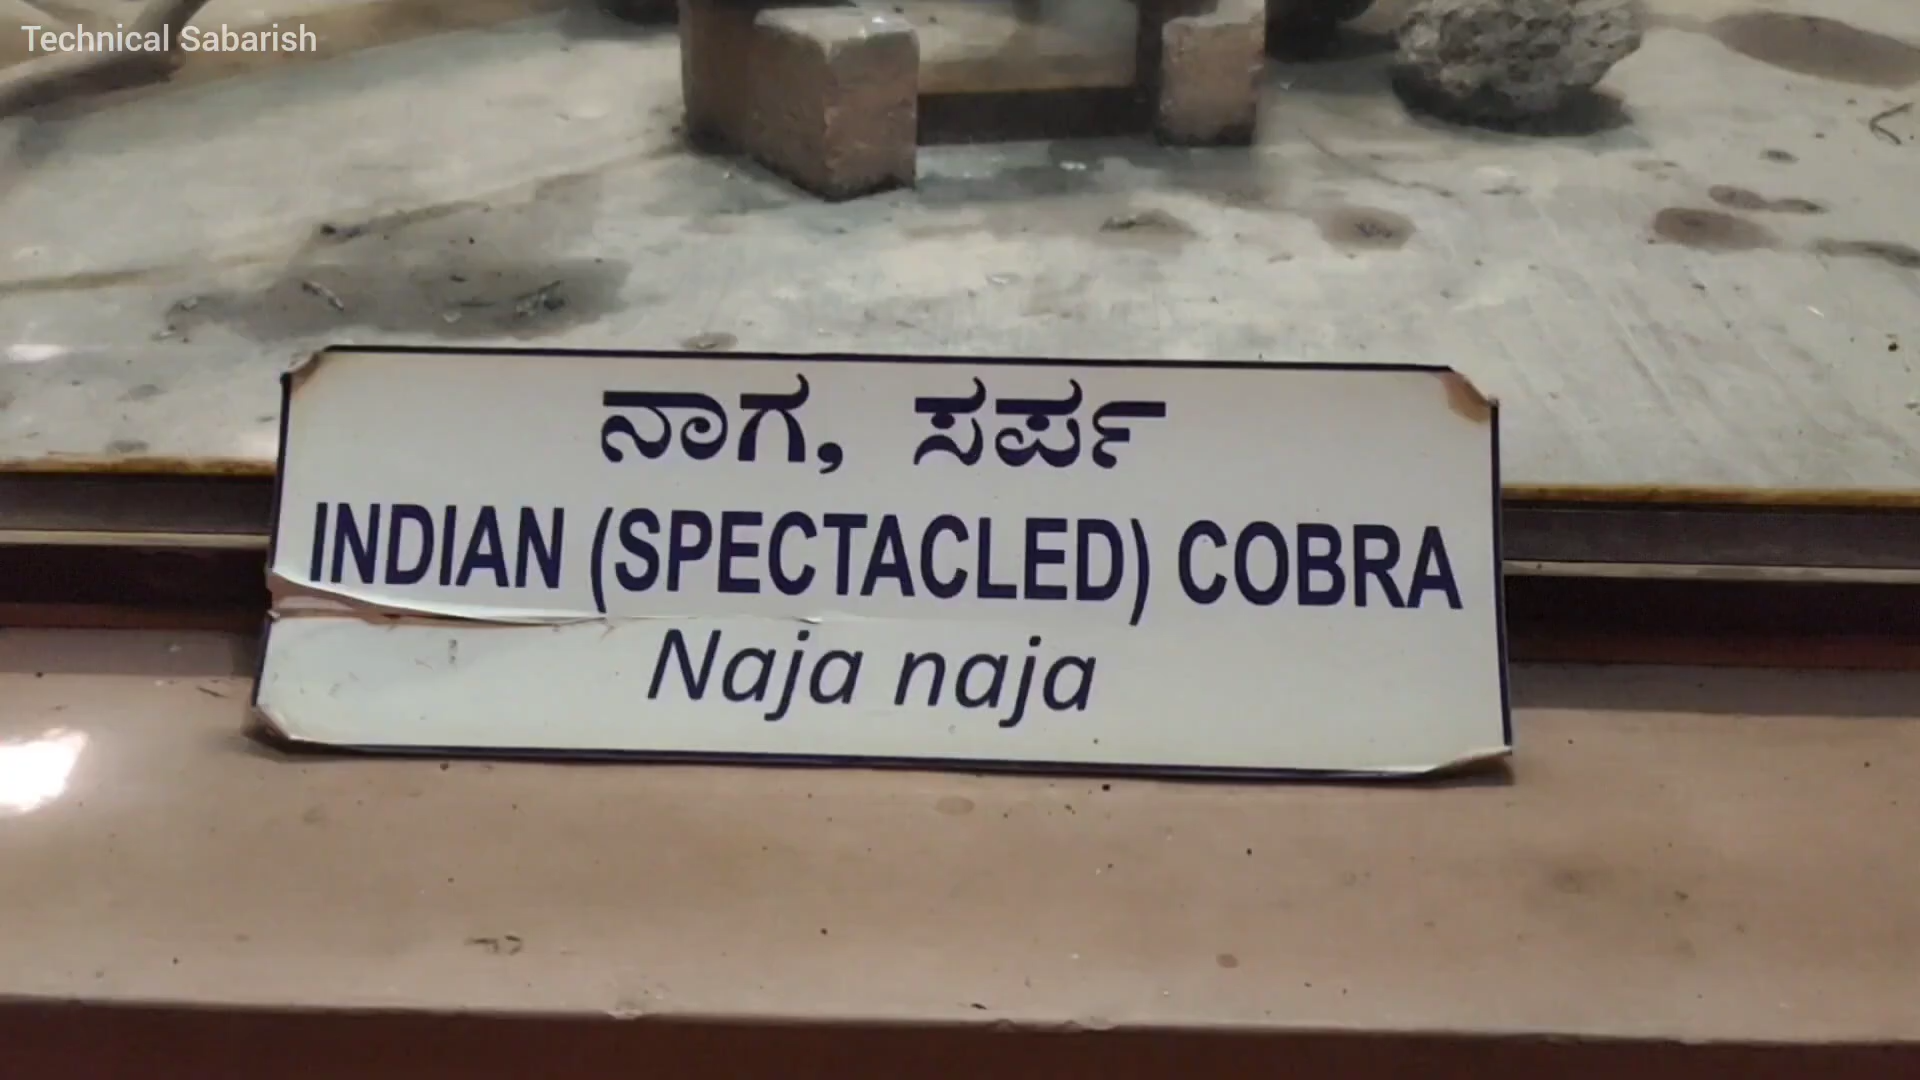 Technical Sabarish
ನಾಗ, ಸರ್ಪ
INDIAN (SPECTACLED) COBRA
Naja naja